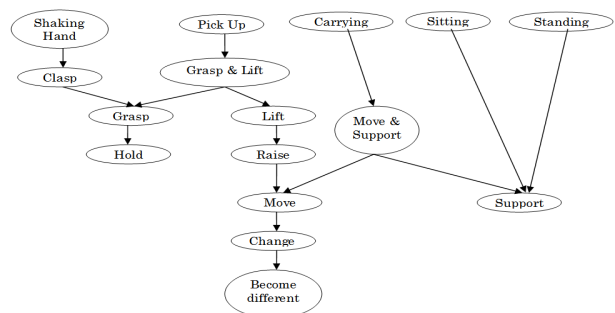 Shaking
Hand
Pick Up
Carrying
Sitting
Standing
Clasp
Grasp & Lift
Grasp
Lift
Move &
Support
Hold
Raise
Move
Support
Change
Become
different